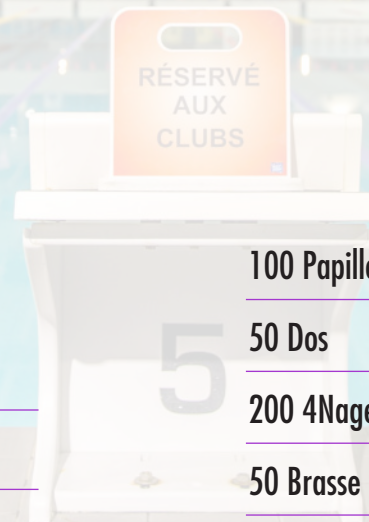 RÉSERVÉ
AUX
CLUBS
5
100 Papill
50 Dos
200 4Nage
50 Brasse